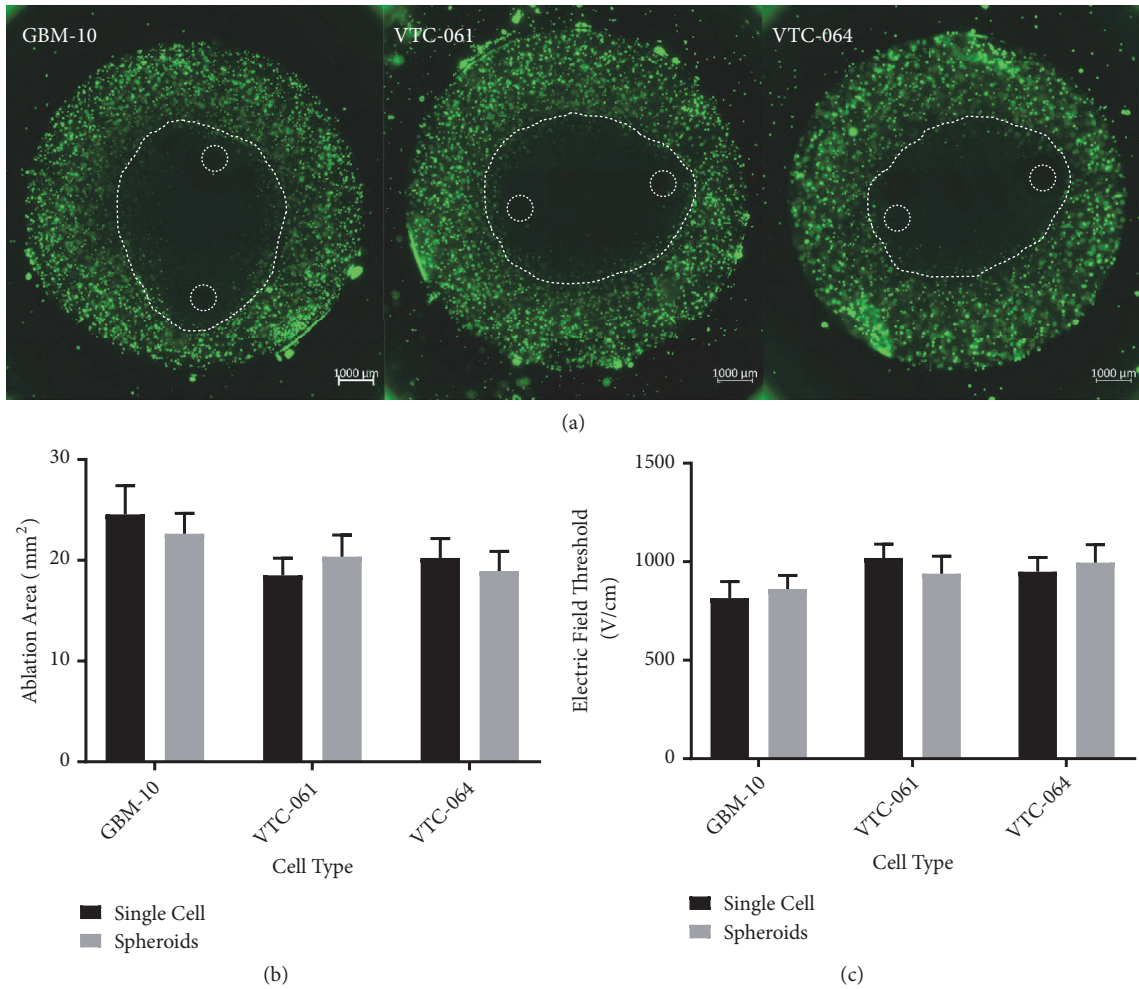 GBM-10
VTC-061
VTC-064
1000 μm
1000 μm
1000 μm
(a)
30
20
10
0
Ablation Area (mm²)
GBM-10
VTC-061
VTC-064
Cell Type
Single Cell
Spheroids
(b)
1500
1000
500
0
Electric Field Threshold
(V/cm)
GBM-10
VTC-061
VTC-064
Cell Type
Single Cell
Spheroids
(c)